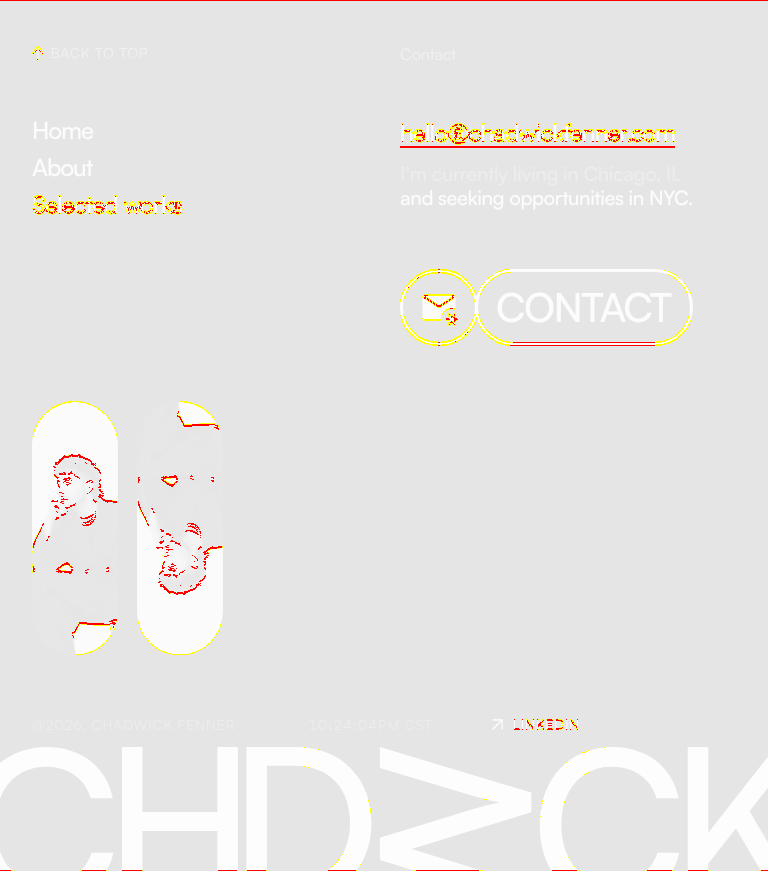 BACK TO TOP
Contact
Home
About
Selected works
hello@chadwickfenner.com
I'm currently living in Chicago, IL
and seeking opportunities in NYC.
CONTACT
@2026, CHADWICK FENNER
10:24:04PM CST
LINKEDIN
CHDWCK